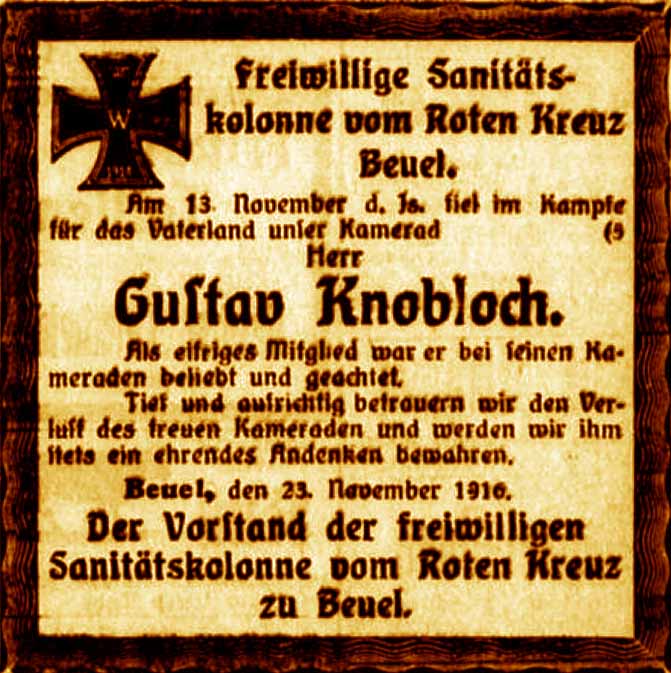 W
Freiwillige Sanitäts-
kolonne vom Roten Kreuz
Beuel.
Am 13. November d. Js. fiel im Kampfe
für das Vaterland unſer Kamerad (5
Herr
Guſtav Knobloch.
Als eifriges Mitglied war er bei ſeinen Ka-
meraden beliebt und geachtet.
Tief und aufrichtig betrauern wir den Ver-
luſt des treuen Kameraden und werden wir ihm
ſtets ein ehrendes Andenken bewahren.
Beuel, den 23. November 1916.
Der Vorſtand der freiwilligen
Sanitätskolonne vom Roten Kreuz
zu Beuel.